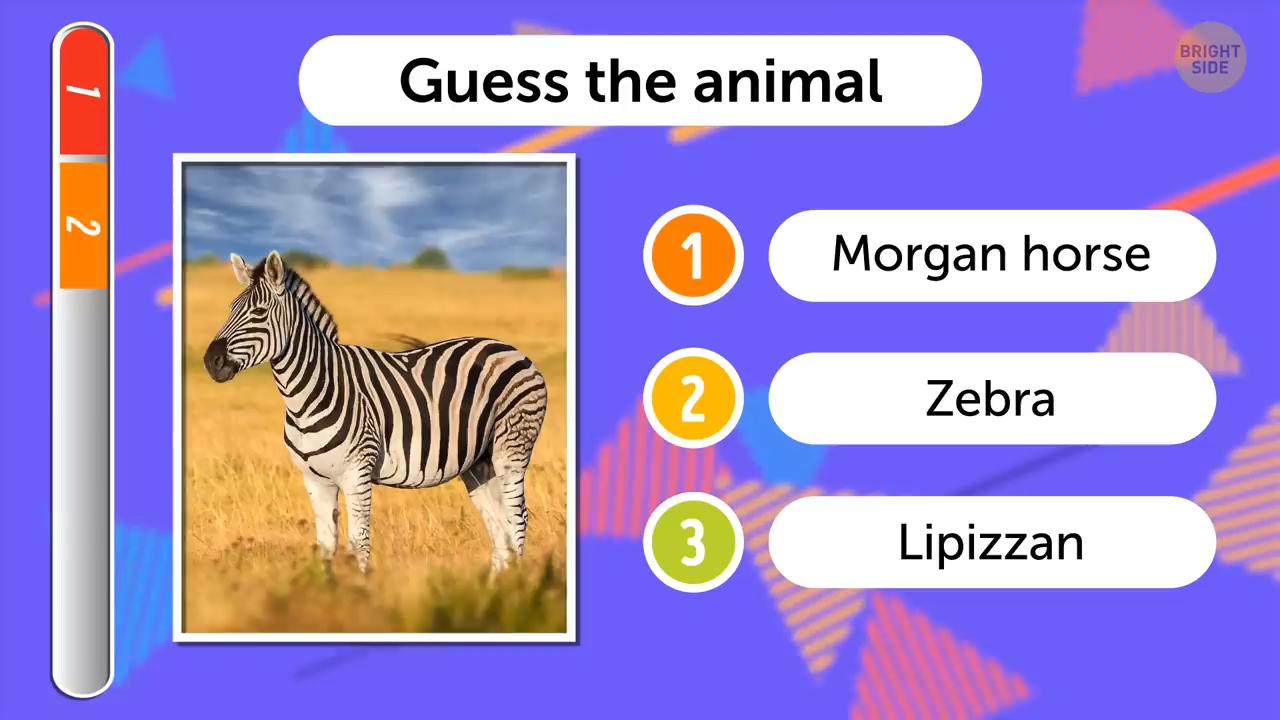 Guess the animal
BRIGHT
SIDE
1
2
1
Morgan horse
2
Zebra
3
Lipizzan